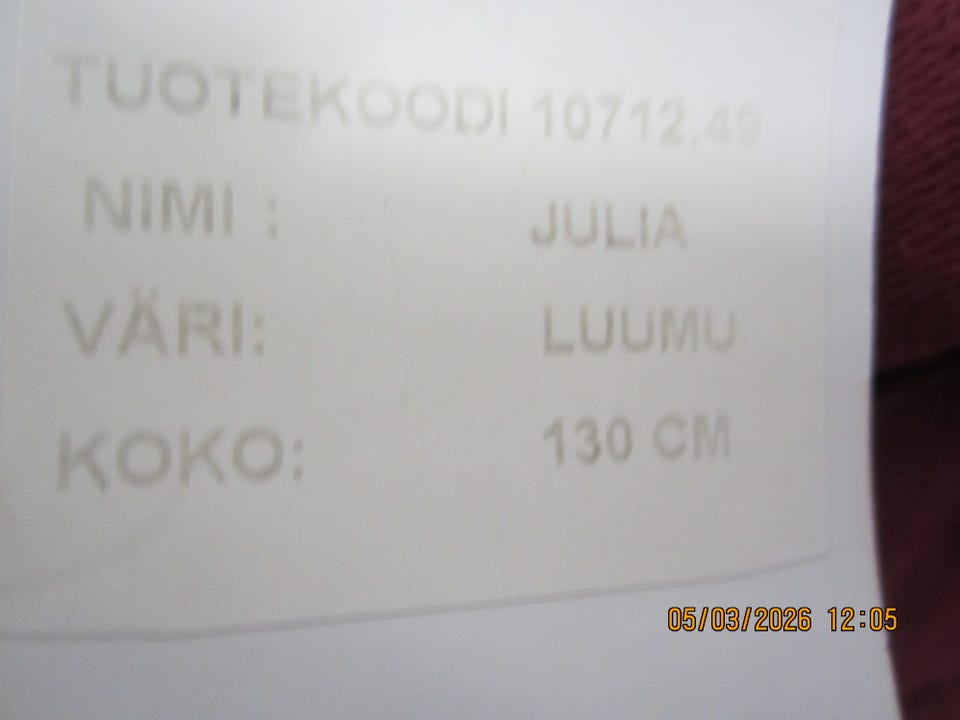 TUOTEKOODI 10712.49
NIMI : JULIA
VÄRI: LUUMU
KOKO: 130 CM
05/03/2026 12:05